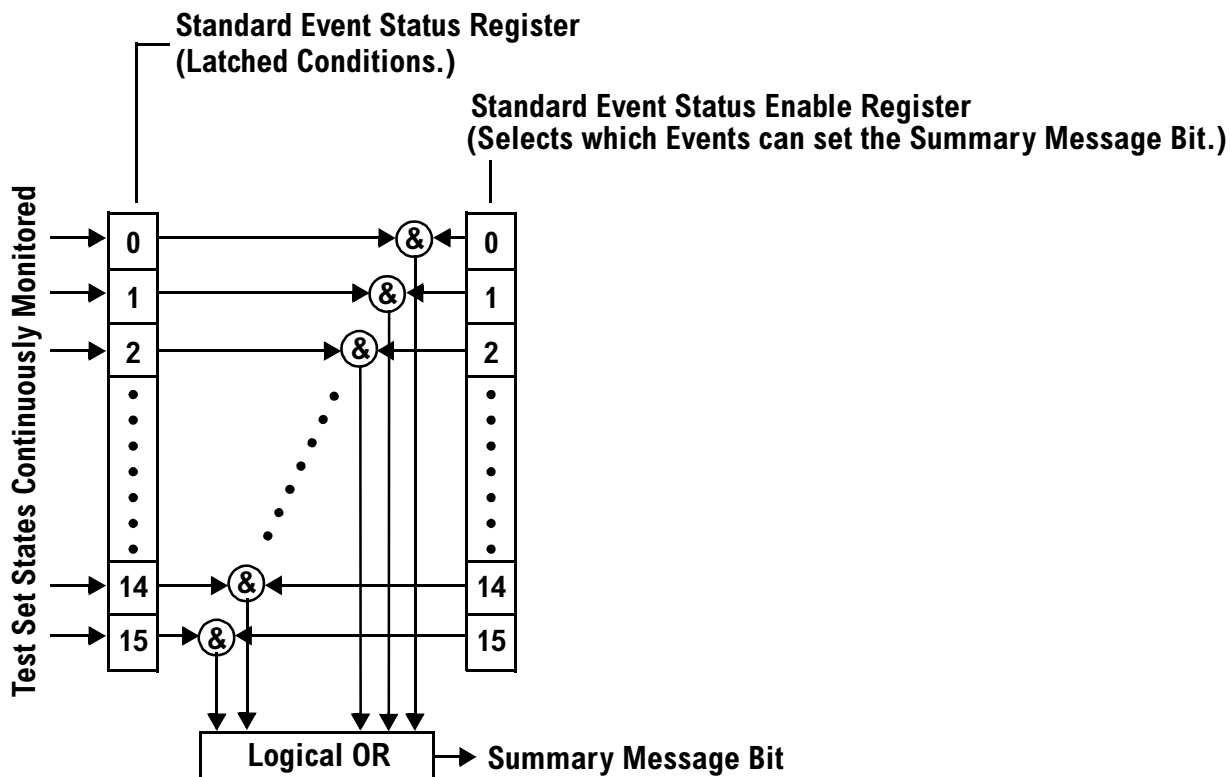 Standard Event Status Register
(Latched Conditions.)
Standard Event Status Enable Register
(Selects which Events can set the Summary Message Bit.)
Test Set States Continuously Monitored
0 & 0
1 & 1
2 & 2
14 & 14
15 & 15
Logical OR
Summary Message Bit